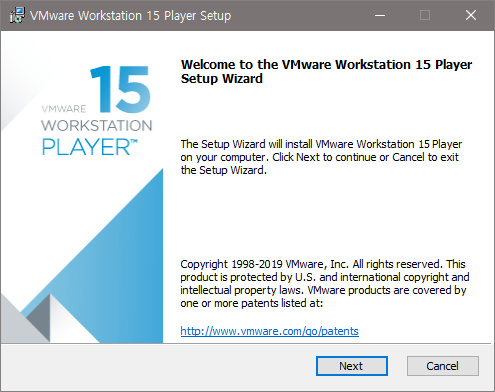 VMware Workstation 15 Player Setup
VMWARE 15
WORKSTATION
PLAYER™
Welcome to the VMware Workstation 15 Player
Setup Wizard
The Setup Wizard will install VMware Workstation 15 Player
on your computer. Click Next to continue or Cancel to exit
the Setup Wizard.
Copyright 1998-2019 VMware, Inc. All rights reserved. This
product is protected by U.S. and international copyright and
intellectual property laws. VMware products are covered by
one or more patents listed at:
http://www.vmware.com/go/patents
Next
Cancel